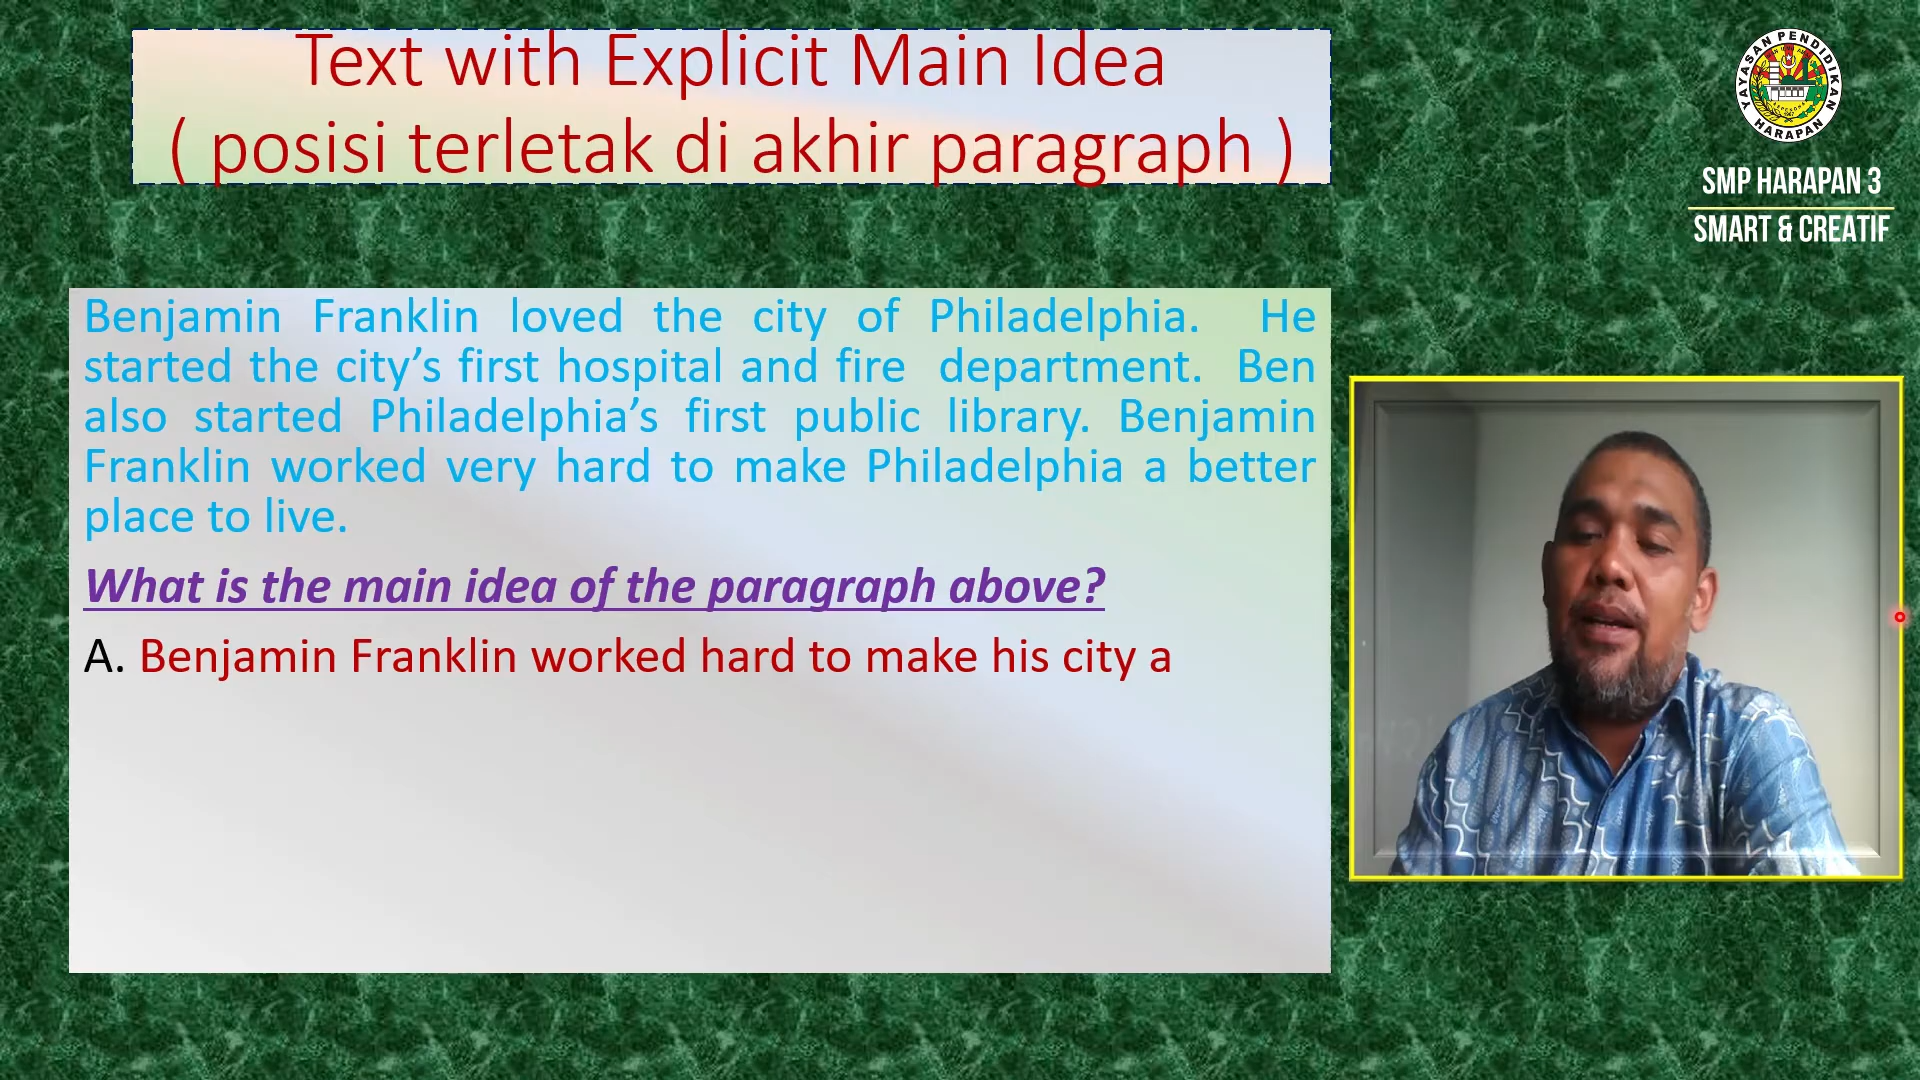 Text with Explicit Main Idea
( posisi terletak di akhir paragraph )
YAYASAN PENDIDIKAN
HARAPAN
SMP HARAPAN 3
SMART & CREATIF
Benjamin Franklin loved the city of Philadelphia. He
started the city’s first hospital and fire department. Ben
also started Philadelphia’s first public library. Benjamin
Franklin worked very hard to make Philadelphia a better
place to live.
What is the main idea of the paragraph above?
A. Benjamin Franklin worked hard to make his city a